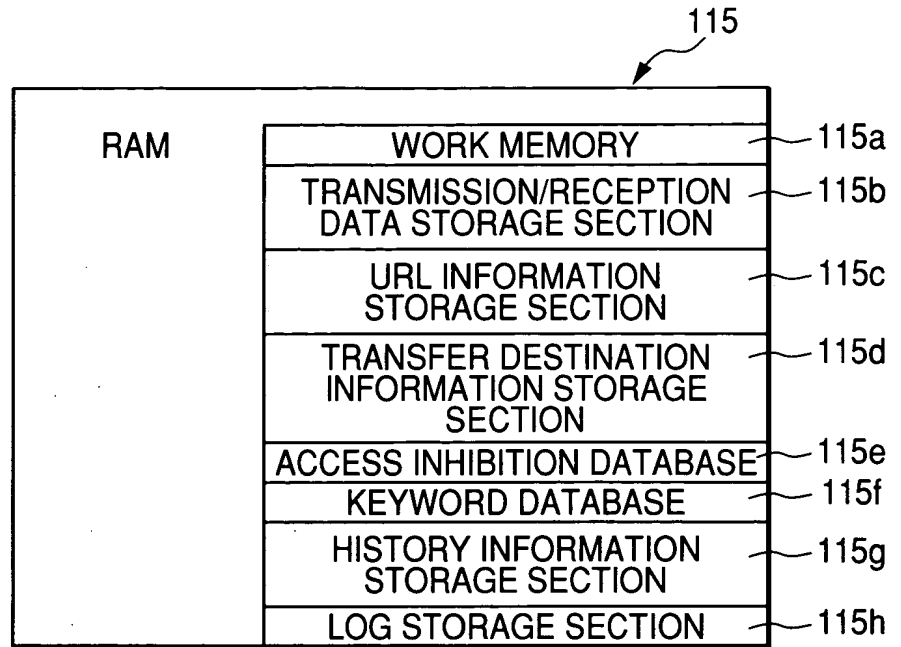 115
RAM
WORK MEMORY
115a
TRANSMISSION/RECEPTION
DATA STORAGE SECTION
115b
URL INFORMATION
STORAGE SECTION
115c
TRANSFER DESTINATION
INFORMATION STORAGE
SECTION
115d
ACCESS INHIBITION DATABASE
115e
KEYWORD DATABASE
115f
HISTORY INFORMATION
STORAGE SECTION
115g
LOG STORAGE SECTION
115h